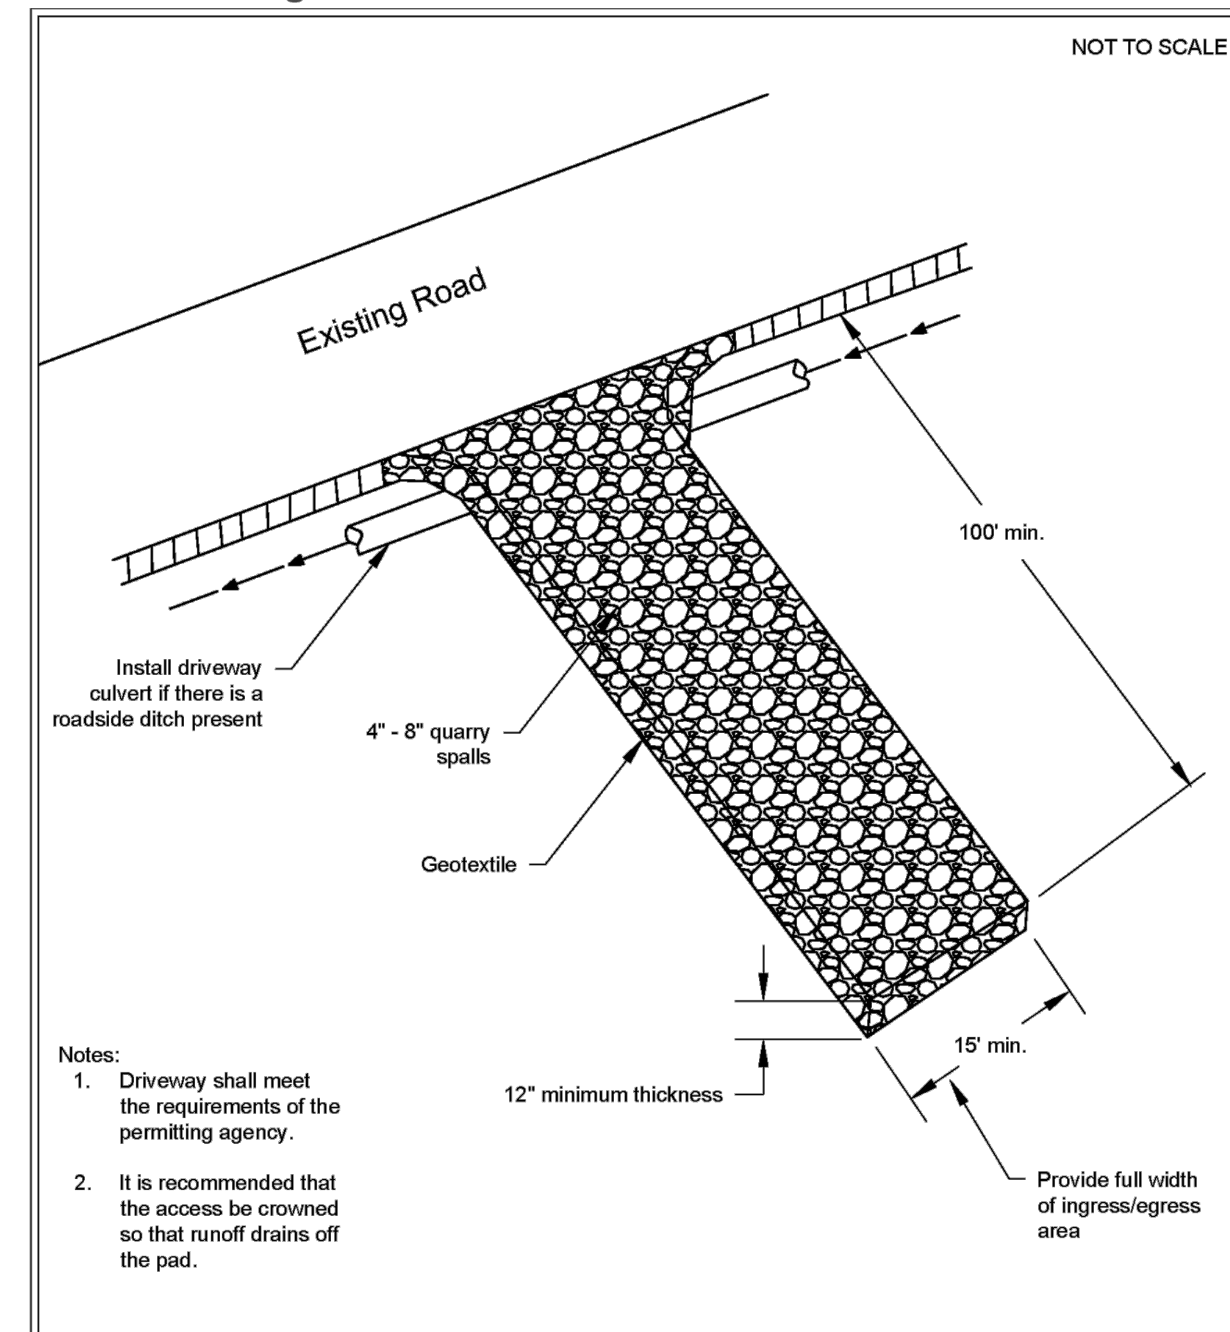 NOT TO SCALE
Existing Road
100' min.
Install driveway
culvert if there is a
roadside ditch present
4" - 8" quarry
spalls
Geotextile
15' min.
12" minimum thickness
Provide full width
of ingress/egress
area
Notes:
1. Driveway shall meet
the requirements of the
permitting agency.
2. It is recommended that
the access be crowned
so that runoff drains off
the pad.